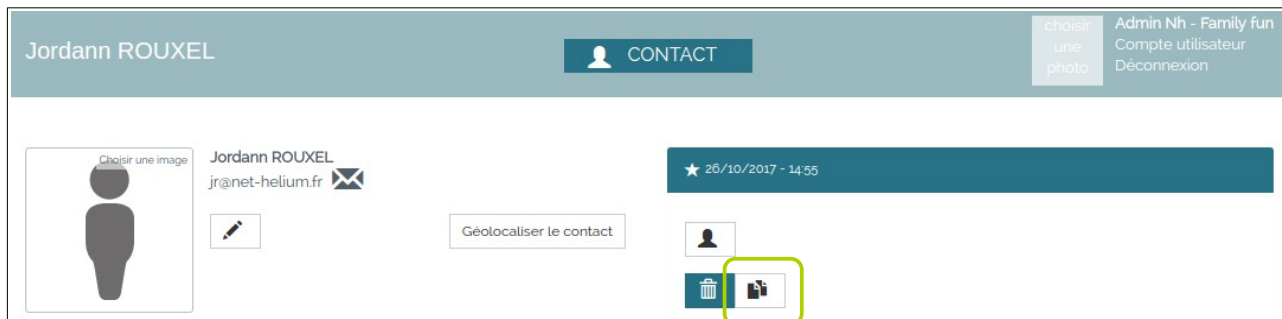 Jordann ROUXEL
CONTACT
choisir
une
photo
Admin Nh - Family fun
Compte utilisateur
Déconnexion
Choisir une image
Jordann ROUXEL
jr@net-helium.fr
Géolocaliser le contact
26/10/2017 - 14:55